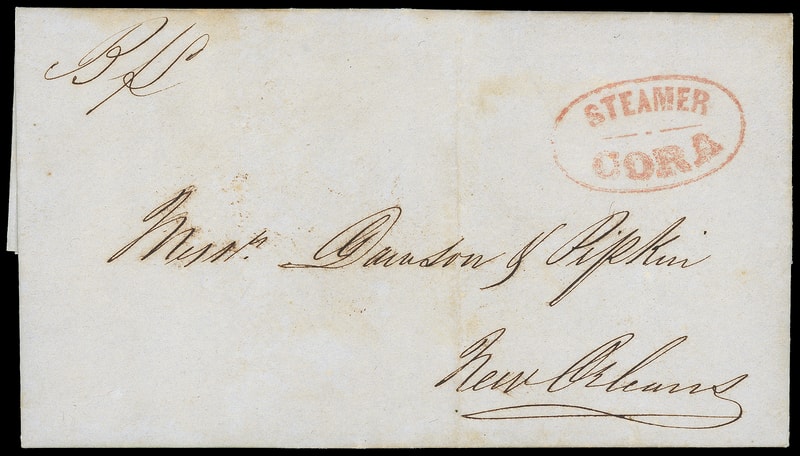 B L
STEAMER
CORA
Messrs. Dawson & Pipkin
New Orleans